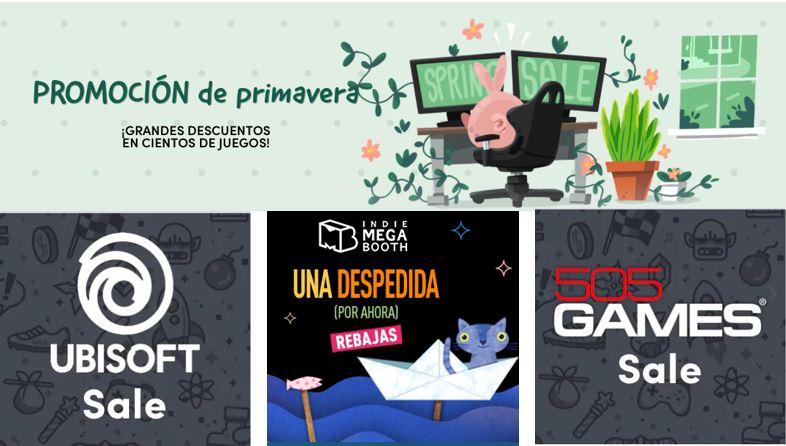 PROMOCIÓN de primavera
¡GRANDES DESCUENTOS
EN CIENTOS DE JUEGOS!
SPRING SALE
UBISOFT
Sale
INDIE
MEGA
BOOTH
UNA DESPEDIDA
(POR AHORA)
REBAJAS
505
GAMES®
Sale